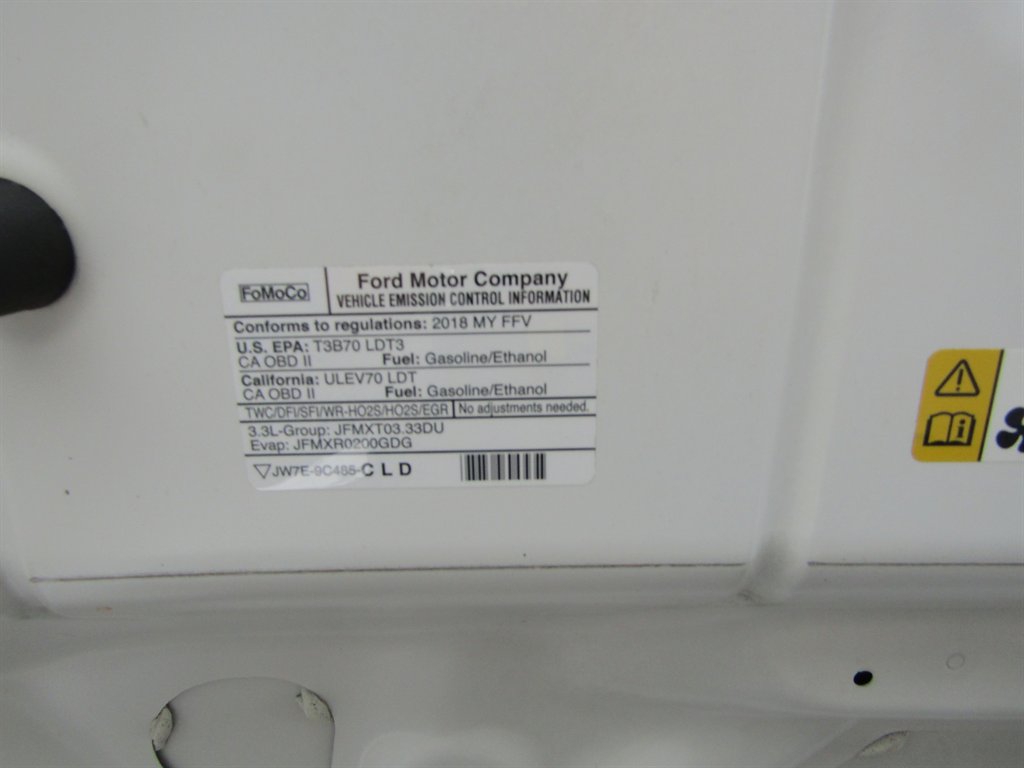 FoMoCo
Ford Motor Company
VEHICLE EMISSION CONTROL INFORMATION
Conforms to regulations: 2018 MY FFV
U.S. EPA: T3B70 LDT3
CA OBD II Fuel: Gasoline/Ethanol
California: ULEV70 LDT
CA OBD II Fuel: Gasoline/Ethanol
TWC/DFI/SFI/WR-HO2S/HO2S/EGR No adjustments needed.
3.3L-Group: JFMXT03.33DU
Evap: JFMXR0200GDG
JW7E-9C485-C L D